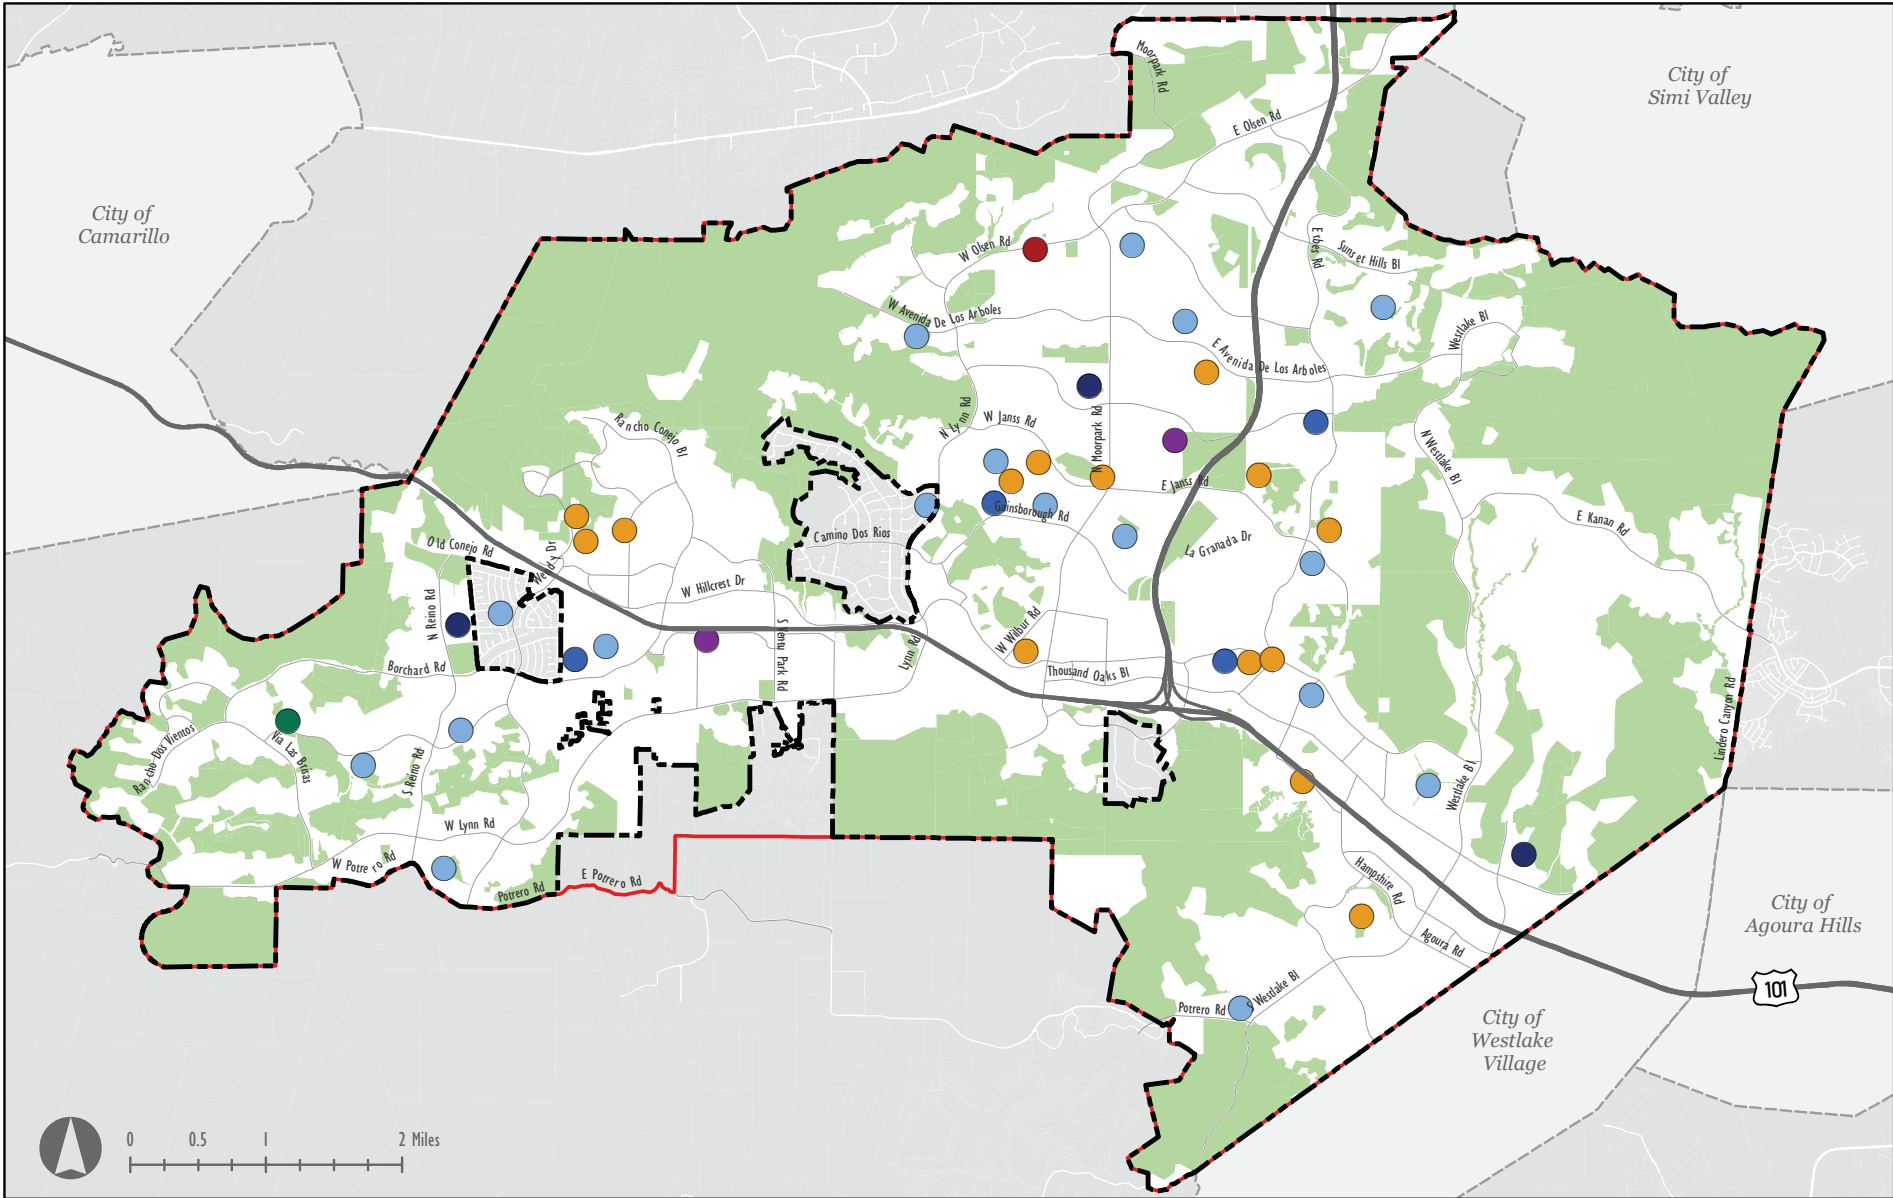 City of
Simi Valley
Moorpark Rd
E Olsen Rd
City of
Camarillo
W Olsen Rd
Erbes Rd
Sunset Hills Bl
W Avenida De Los Arboles
Westlake Bl
E Avenida De Los Arboles
N Lynn Rd
W Janss Rd
N Moorpark Rd
Rancho Conejo Bl
N Westlake Bl
E Janss Rd
Gainsborough Rd
E Kanan Rd
Camino Dos Rios
La Granada Dr
Old Conejo Rd
Wendy Dr
W Hillcrest Dr
N Reino Rd
S Ventu Park Rd
Lynn Rd
W Wilbur Rd
Borchard Rd
Thousand Oaks Bl
Lindero Canyon Rd
Rancho Dos Vientos
Via Las Brisas
S Reino Rd
Westlake Bl
W Lynn Rd
W Potrero Rd
Potrero Rd
E Potrero Rd
Hampshire Rd
City of
Agoura Hills
Agoura Rd
S Westlake Bl
Potrero Rd
101
City of
Westlake
Village
0 0.5 1 2 Miles